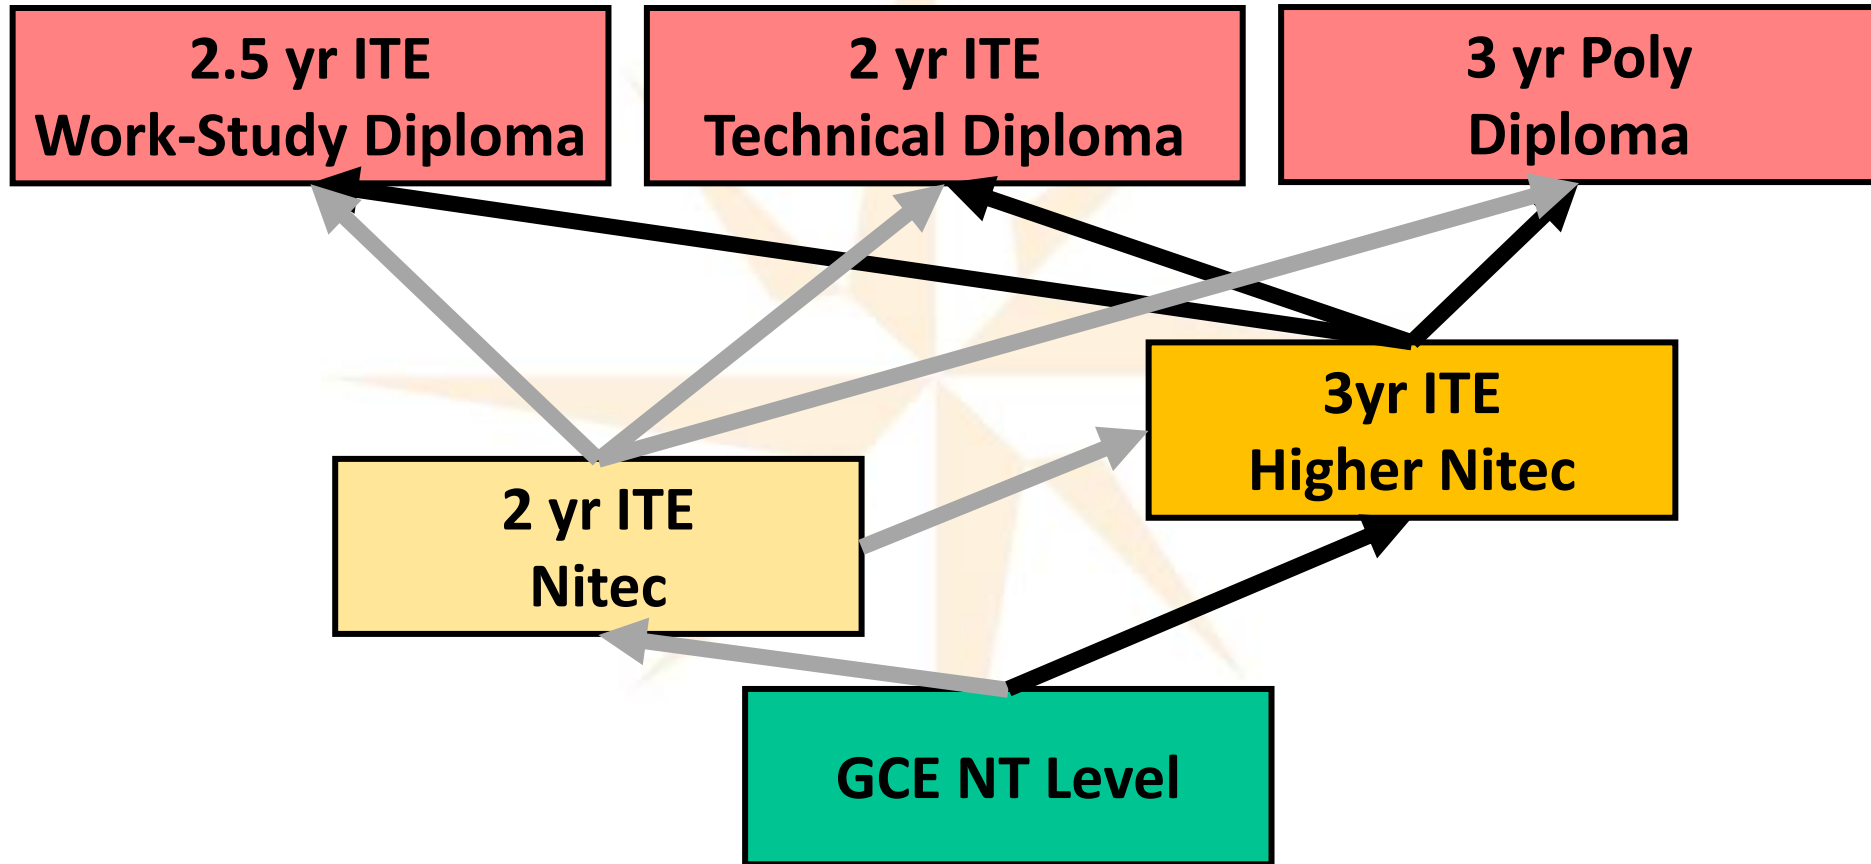 2.5 yr ITE
Work-Study Diploma
2 yr ITE
Technical Diploma
3 yr Poly
Diploma
3yr ITE
Higher Nitec
2 yr ITE
Nitec
GCE NT Level